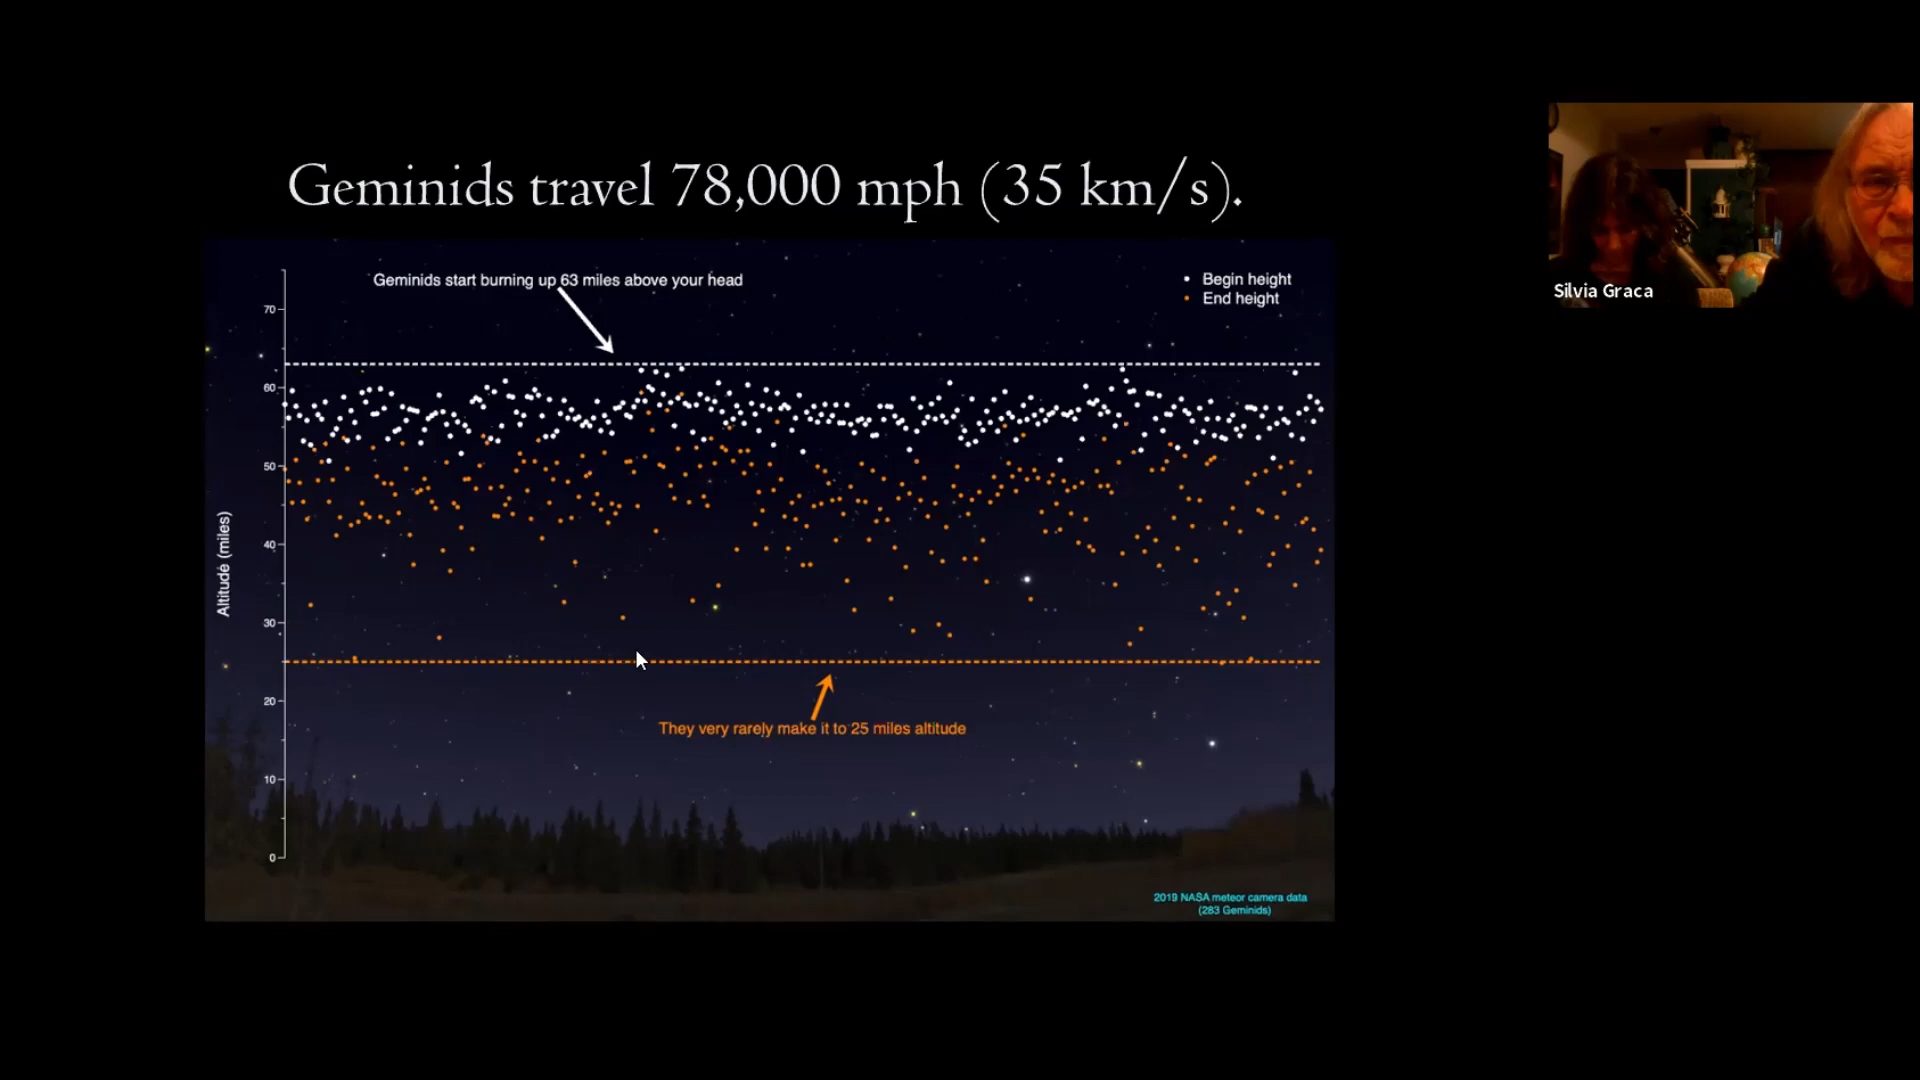 Geminids travel 78,000 mph (35 km/s).
Geminids start burning up 63 miles above your head
Begin height
End height
70
60
50
40
30
20
10
0
Altitude (miles)
They very rarely make it to 25 miles altitude
2019 NASA meteor camera data
(283 Geminids)
Silvia Graca